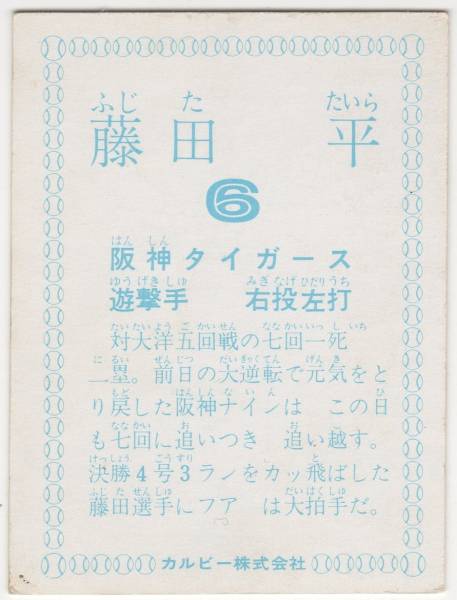 ふじ た たいら
藤田 平
6
はん しん
阪神タイガース
ゆう げき しゅ みぎ なげ ひだり うち
遊撃手 右投左打
たい たい よう ご かい せん なな かい いっ し いち
対大洋五回戦の七回一死一
に るい ぜん じつ だい ぎゃく てん げん き
二塁。前日の大逆転で元気をと
もど はん しん な い ん ひ
り戻した阪神ナインは この日
なな かい お お こ
も七回に追いつき 追い越す。
けっ しょう ごう すり と
決勝4号3ランをカッ飛ばした
ふじ た せん しゅ だい はく しゅ
藤田選手にファ は大拍手だ。
カルビー株式会社